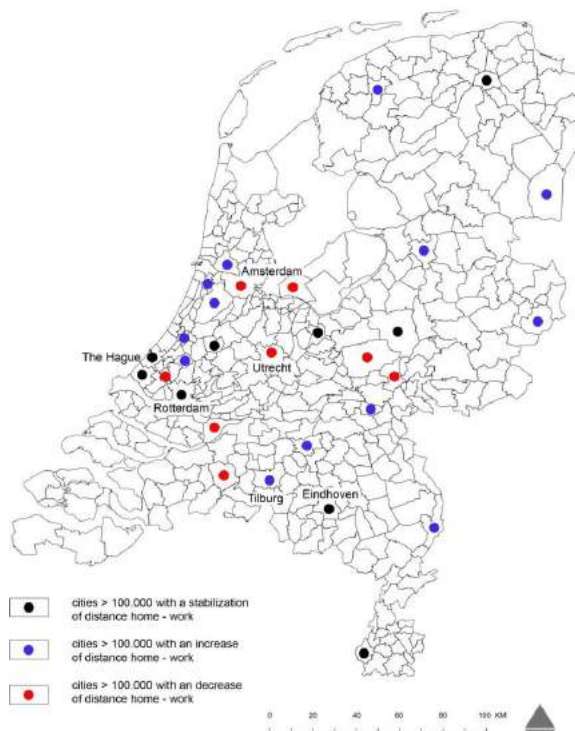 Amsterdam
The Hague
Utrecht
Rotterdam
Tilburg
Eindhoven
cities > 100.000 with a stabilization
of distance home - work
cities > 100.000 with an increase
of distance home - work
cities > 100.000 with an decrease
of distance home - work
0 20 40 60 80 100 KM